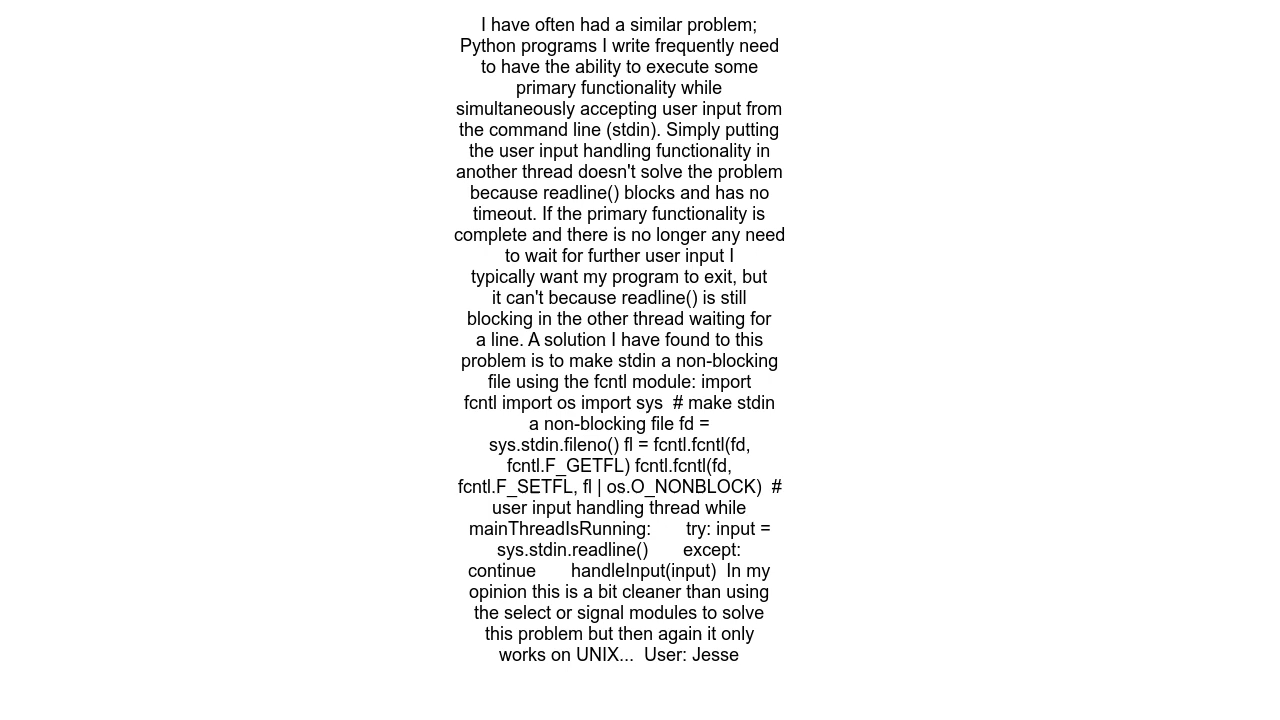 I have often had a similar problem;
Python programs I write frequently need
to have the ability to execute some
primary functionality while
simultaneously accepting user input from
the command line (stdin). Simply putting
the user input handling functionality in
another thread doesn't solve the problem
because readline() blocks and has no
timeout. If the primary functionality is
complete and there is no longer any need
to wait for further user input I
typically want my program to exit, but
it can't because readline() is still
blocking in the other thread waiting for
a line. A solution I have found to this
problem is to make stdin a non-blocking
file using the fcntl module: import
fcntl import os import sys  # make stdin
a non-blocking file fd =
sys.stdin.fileno() fl = fcntl.fcntl(fd,
fcntl.F_GETFL) fcntl.fcntl(fd,
fcntl.F_SETFL, fl | os.O_NONBLOCK)  #
user input handling thread while
mainThreadIsRunning:       try: input =
sys.stdin.readline()       except:
continue       handleInput(input)  In my
opinion this is a bit cleaner than using
the select or signal modules to solve
this problem but then again it only
works on UNIX...  User: Jesse